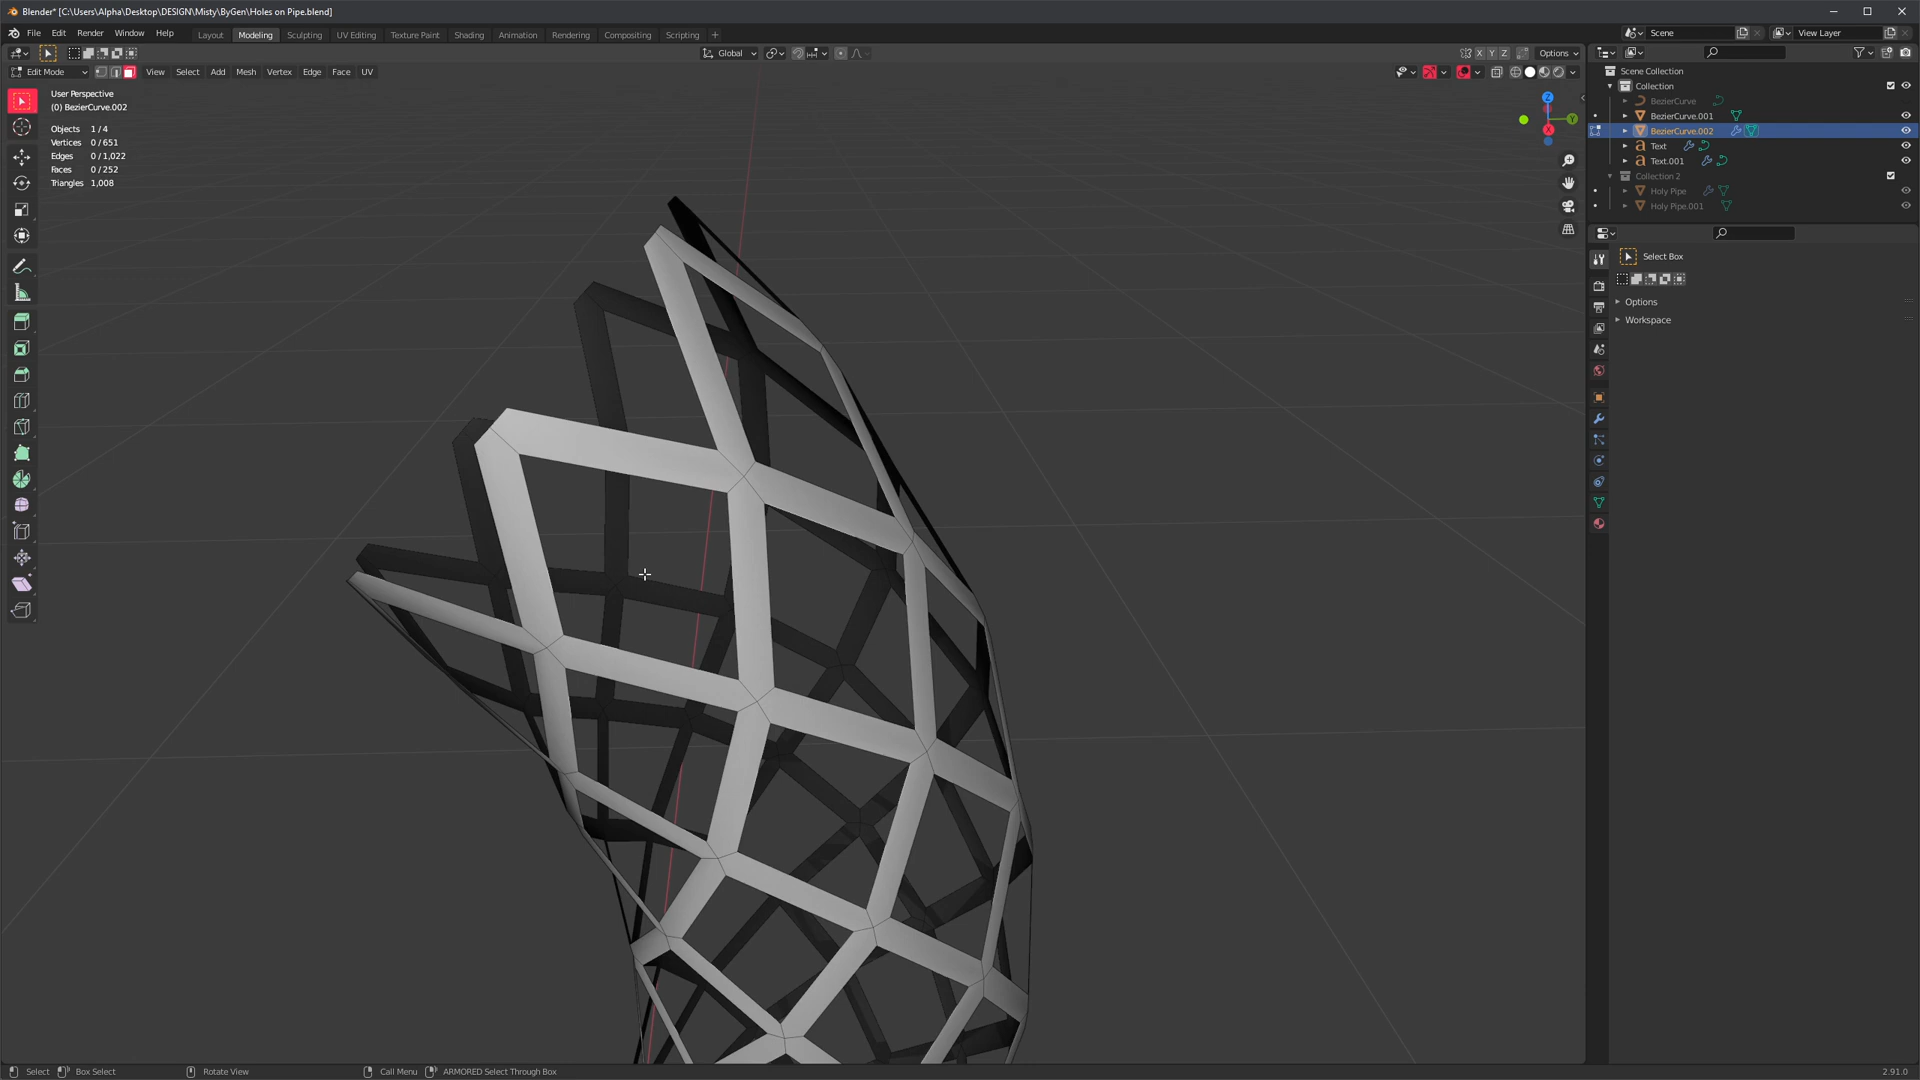 Blender* [C:\Users\Alpha\Desktop\DESIGN\Misty\ByGen\Holes on Pipe.blend]
File Edit Render Window Help
Layout Modeling Sculpting UV Editing Texture Paint Shading Animation Rendering Compositing Scripting +
Scene
View Layer
Global
X Y Z
Options
Edit Mode View Select Add Mesh Vertex Edge Face UV
User Perspective
(0) BezierCurve.002
Objects 1 / 4
Vertices 0 / 651
Edges 0 / 1,022
Faces 0 / 252
Triangles 1,008
Z
Y
X
Scene Collection
Collection
BezierCurve
BezierCurve.001
BezierCurve.002
Text
Text.001
Collection 2
Holy Pipe
Holy Pipe.001
Select Box
Options
Workspace
Select Box Select Rotate View Call Menu ARMORED Select Through Box
2.91.0